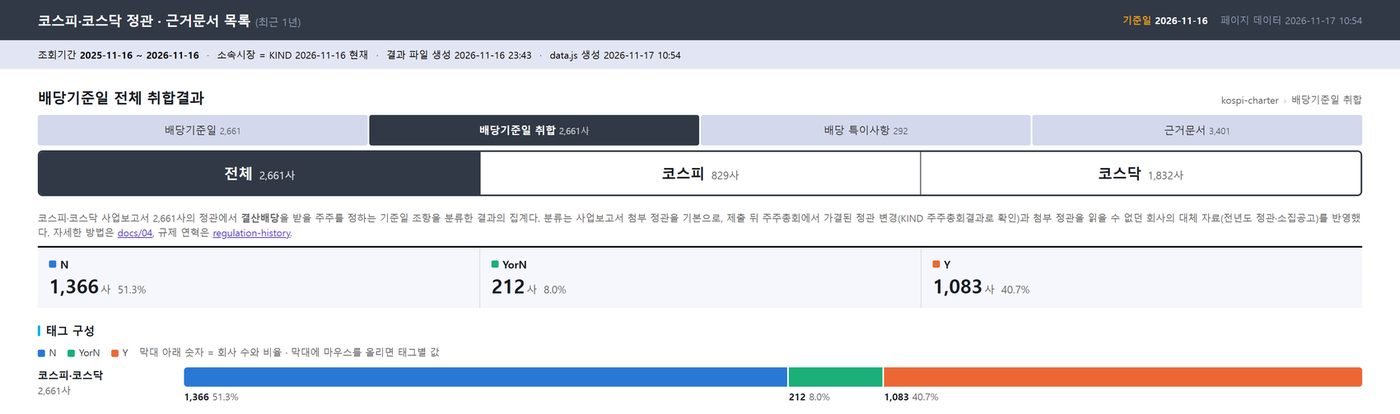 코스피·코스닥 정관 · 근거문서 목록 (최근 1년)
기준일 2026-11-16 페이지 데이터 2026-11-17 10:54
조회기간 2025-11-16 ~ 2026-11-16 · 소속시장 = KIND 2026-11-16 현재 · 결과 파일 생성 2026-11-16 23:43 · data.js 생성 2026-11-17 10:54
배당기준일 전체 취합결과
kospi-charter › 배당기준일 취합
배당기준일 2,661
배당기준일 취합 2,661사
배당 특이사항 292
근거문서 3,401
전체 2,661사
코스피 829사
코스닥 1,832사
코스피·코스닥 사업보고서 2,661사의 정관에서 결산배당을 받을 주주를 정하는 기준일 조항을 분류한 결과의 집계다. 분류는 사업보고서 첨부 정관을 기본으로, 제출 뒤 주주총회에서 가결된 정관 변경(KIND 주주총회결과로 확인)과 첨부 정관을 읽을 수 없던 회사의 대체 자료(전년도 정관·소집공고)를 반영했
다. 자세한 방법은 docs/04, 규제 연혁은 regulation-history.
N
1,366사 51.3%
YorN
212사 8.0%
Y
1,083사 40.7%
태그 구성
N YorN Y 막대 아래 숫자 = 회사 수와 비율 · 막대에 마우스를 올리면 태그별 값
코스피·코스닥
2,661사
1,366 51.3%
212 8.0%
1,083 40.7%